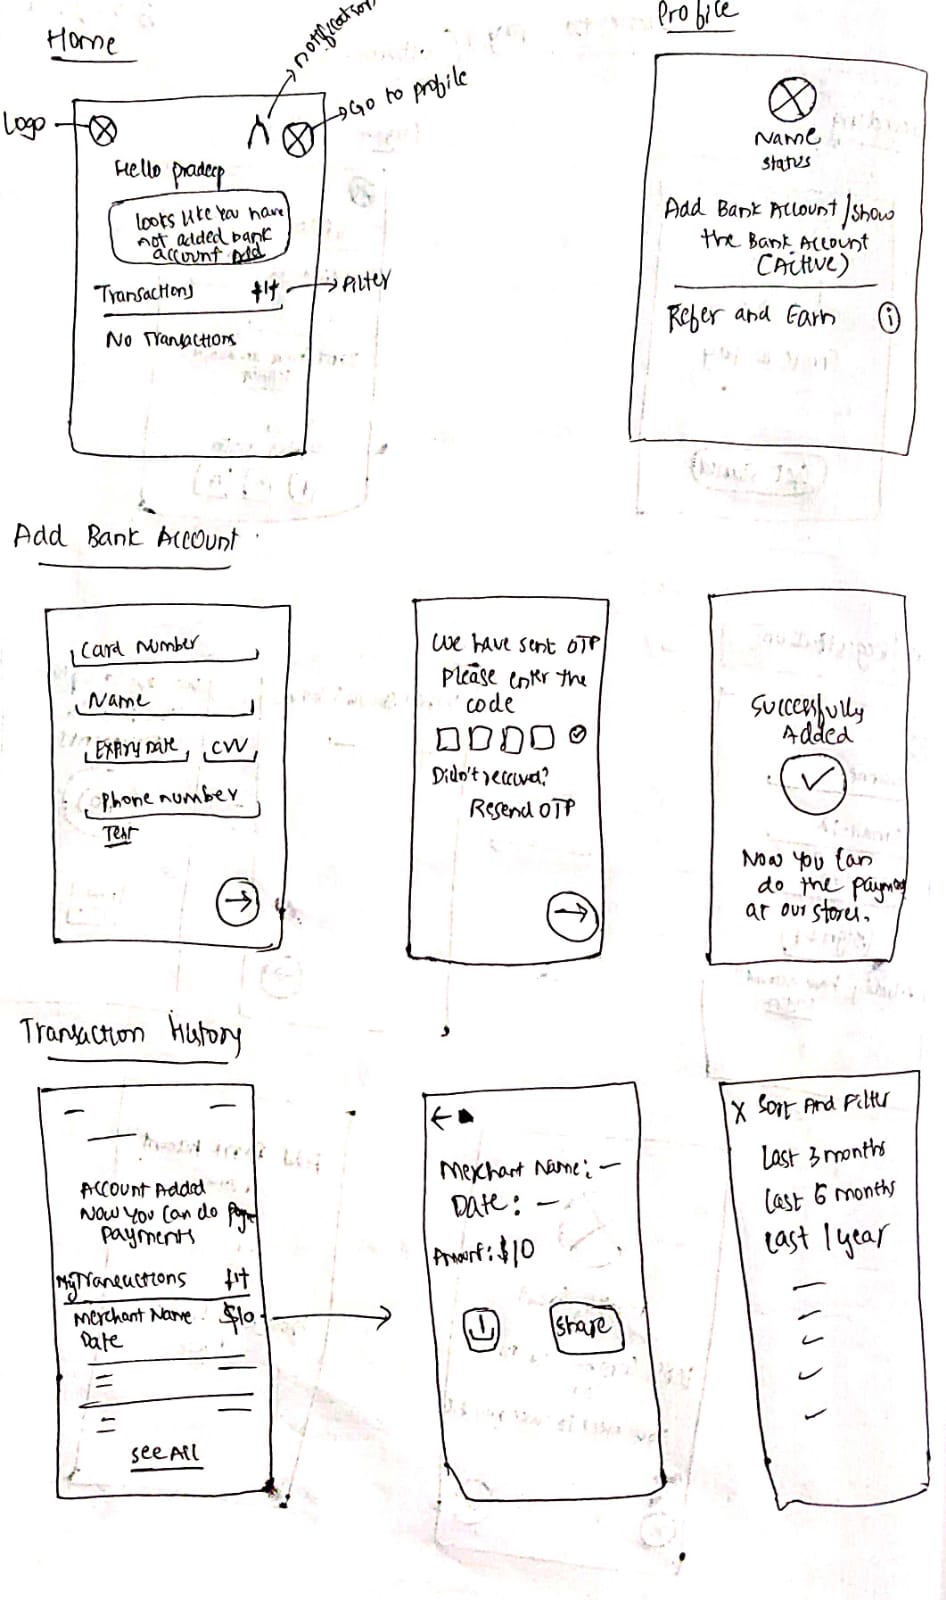 Home
notification
Profile
Go to profile
Logo
Hello pradeep
looks like you have
not added bank
account Add
Transactions
Filter
No Transactions
Name
Status
Add Bank Account / show
the Bank Account
(Active)
Refer and Earn
i
Add Bank Account
Card number
Name
Expiry Date, CVV
Phone number
Text
We have sent OTP
Please enter the
code
Didn't received?
Resend OTP
Successfully
Added
Now you can
do the payment
at our stores.
Transaction History
Account Added
Now you can do
payments
My Transactions
Merchant Name $10
Date
See All
Merchant Name: –
Date: –
Amount: $10
Share
X Sort And Filter
Last 3 months
Last 6 months
Last 1 year